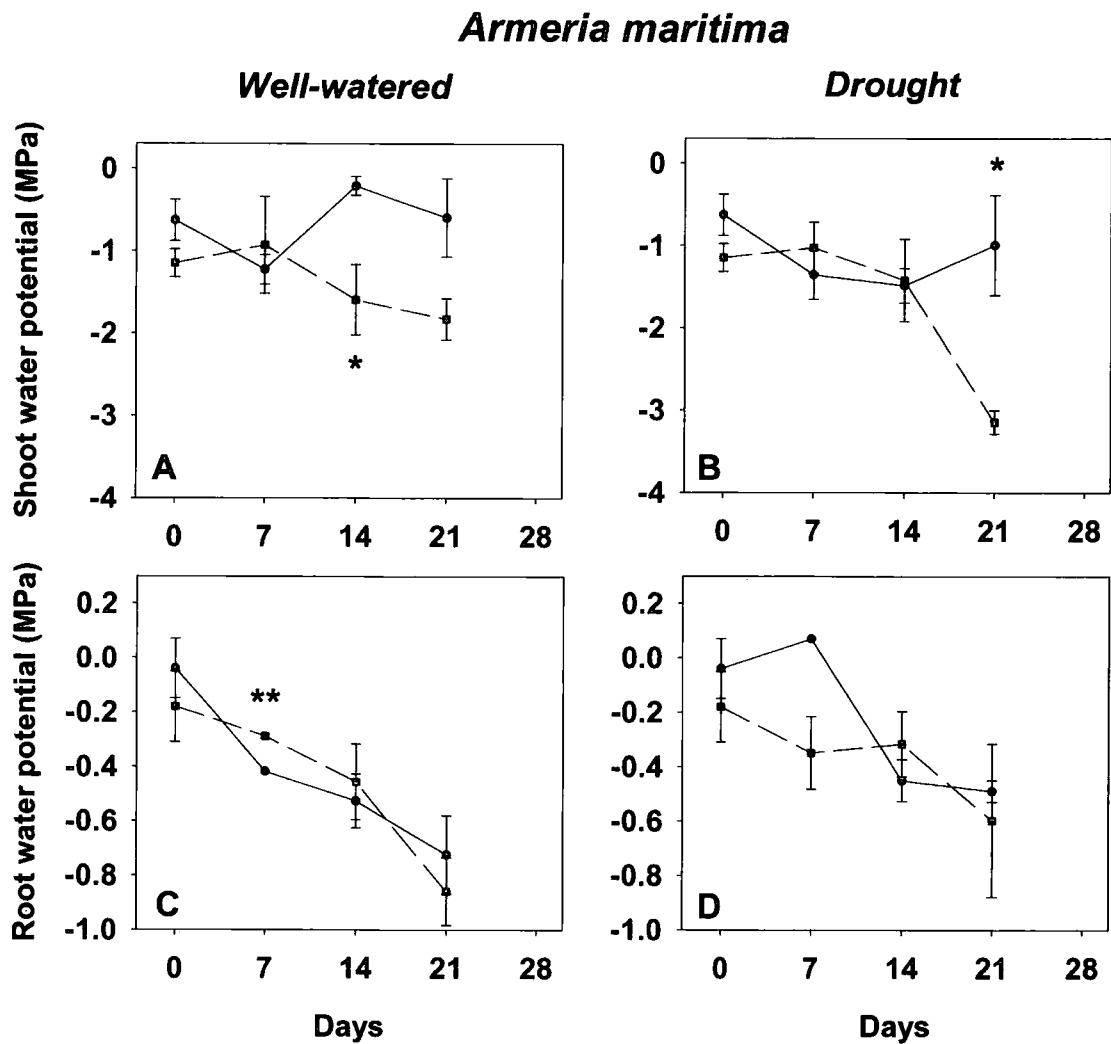 Armeria maritima
Well-watered
Drought
Shoot water potential (MPa)
0
-1
-2
-3
-4
*
A
0 7 14 21 28
0
-1
-2
-3
-4
*
B
0 7 14 21 28
Root water potential (MPa)
0.2
0.0
-0.2
-0.4
-0.6
-0.8
-1.0
**
C
0 7 14 21 28
Days
0.2
0.0
-0.2
-0.4
-0.6
-0.8
-1.0
D
0 7 14 21 28
Days